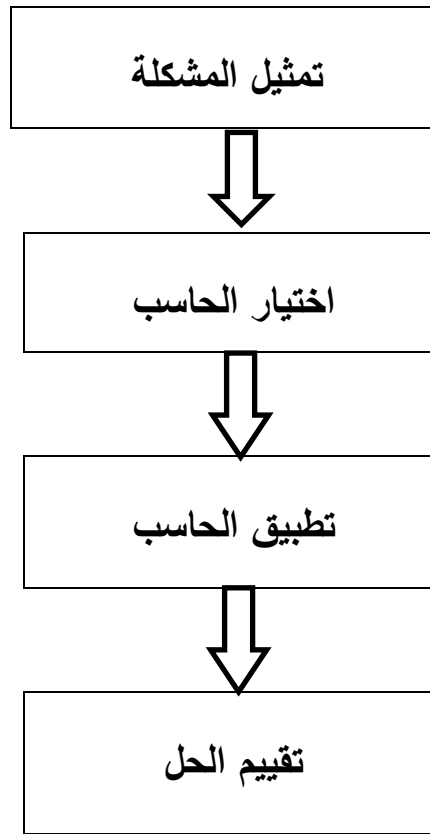 تمثيل المشكلة
اختيار الحاسب
تطبيق الحاسب
تقييم الحل